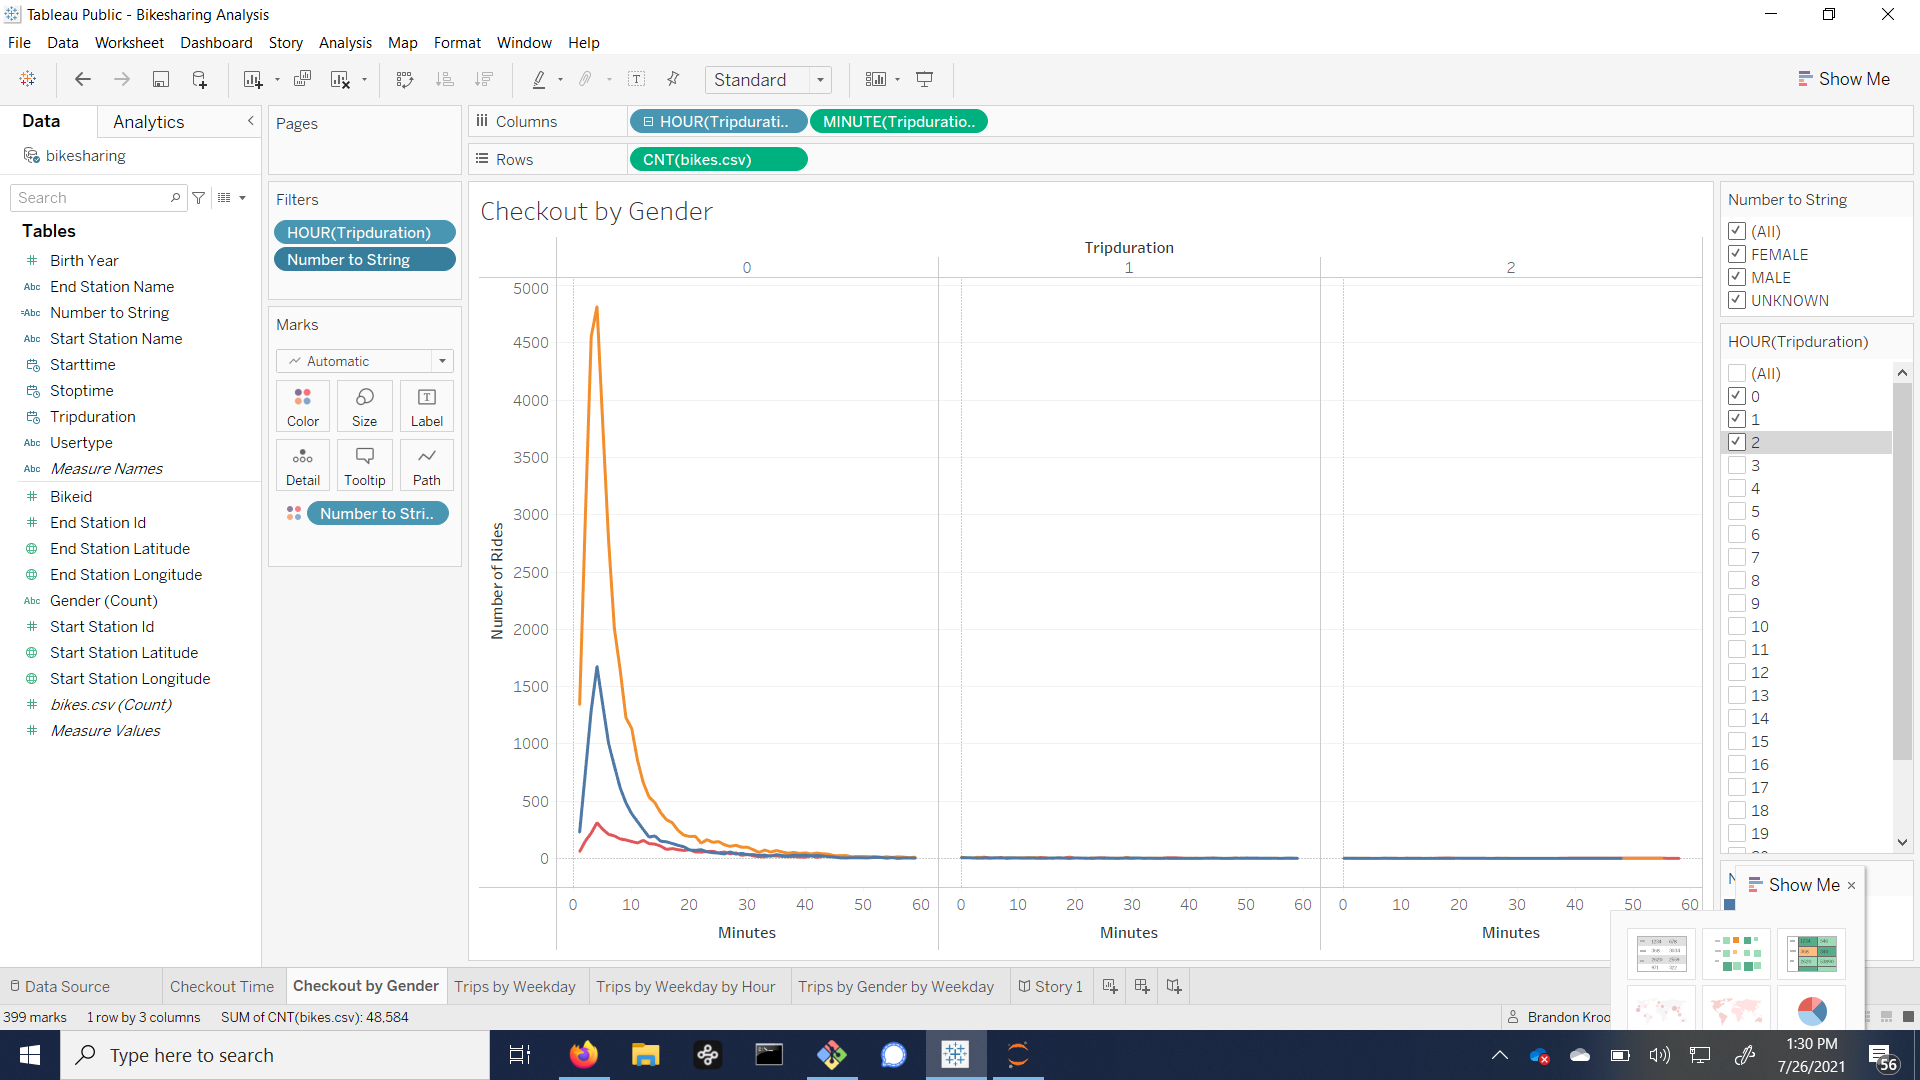 Tableau Public - Bikesharing Analysis
File Data Worksheet Dashboard Story Analysis Map Format Window Help
Standard
Show Me
Data
Analytics
bikesharing
Search
Tables
Birth Year
Abc End Station Name
=Abc Number to String
Abc Start Station Name
Starttime
Stoptime
Tripduration
Abc Usertype
Abc Measure Names
Bikeid
End Station Id
End Station Latitude
End Station Longitude
Abc Gender (Count)
Start Station Id
Start Station Latitude
Start Station Longitude
bikes.csv (Count)
Measure Values
Pages
Filters
HOUR(Tripduration)
Number to String
Marks
Automatic
Color Size Label
Detail Tooltip Path
Number to Stri..
Columns HOUR(Tripdurati.. MINUTE(Tripduratio..
Rows CNT(bikes.csv)
Checkout by Gender
Tripduration
0 1 2
Number of Rides
5000
4500
4000
3500
3000
2500
2000
1500
1000
500
0
0 10 20 30 40 50 60 0 10 20 30 40 50 60 0 10 20 30 40 50 60
Minutes Minutes Minutes
Number to String
(All)
FEMALE
MALE
UNKNOWN
HOUR(Tripduration)
(All)
0
1
2
3
4
5
6
7
8
9
10
11
12
13
14
15
16
17
18
19
Show Me ×
Data Source Checkout Time Checkout by Gender Trips by Weekday Trips by Weekday by Hour Trips by Gender by Weekday Story 1
399 marks 1 row by 3 columns SUM of CNT(bikes.csv): 48,584
Brandon Kroo
Type here to search
1:30 PM
7/26/2021
56